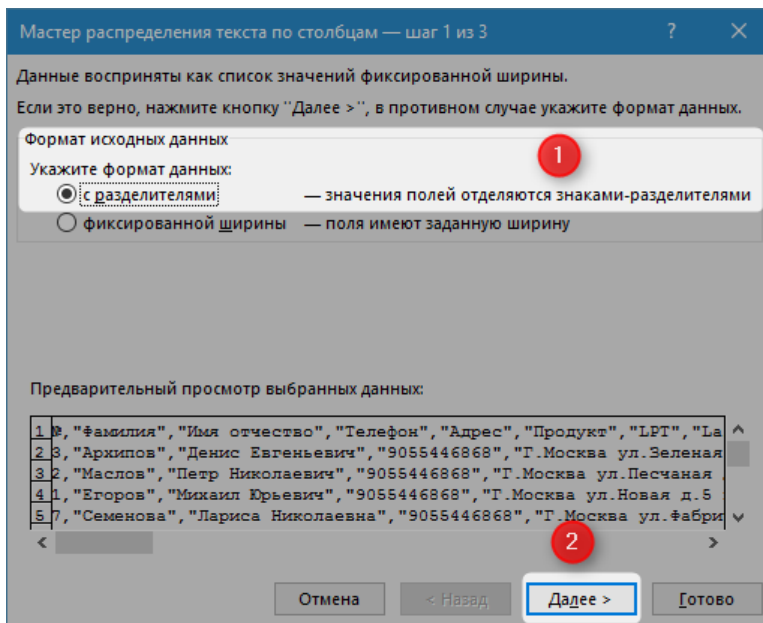 Мастер распределения текста по столбцам — шаг 1 из 3 ? ×
Данные восприняты как список значений фиксированной ширины.
Если это верно, нажмите кнопку "Далее >", в противном случае укажите формат данных.
Формат исходных данных
1
Укажите формат данных:
с разделителями — значения полей отделяются знаками-разделителями
фиксированной ширины — поля имеют заданную ширину
Предварительный просмотр выбранных данных:
1 №,"Фамилия","Имя отчество","Телефон","Адрес","Продукт","LPT","La
2 3,"Архипов","Денис Евгеньевич","9055446868","Г.Москва ул.Зеленая
3 2,"Маслов","Петр Николаевич","9055446868","Г.Москва ул.Песчаная
4 1,"Егоров","Михаил Юрьевич","9055446868","Г.Москва ул.Новая д.5
5 7,"Семенова","Лариса Николаевна","9055446868","Г.Москва ул.Фабри
2
Отмена < Назад Далее > Готово